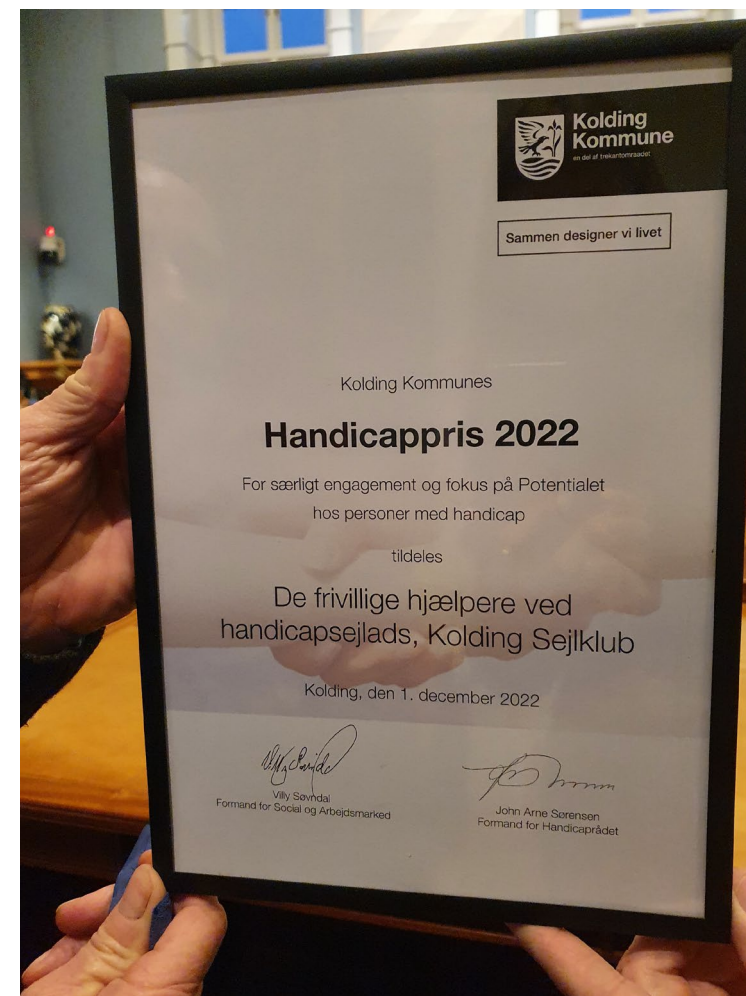 Kolding
Kommune
en del af trekantområdet
Sammen designer vi livet
Kolding Kommunes
Handicappris 2022
For særligt engagement og fokus på Potentialet
hos personer med handicap
tildeles
De frivillige hjælpere ved
handicapsejlads, Kolding Sejlklub
Kolding, den 1. december 2022
Villy Søvndal
Formand for Social og Arbejdsmarked
John Arne Sørensen
Formand for Handicaprådet